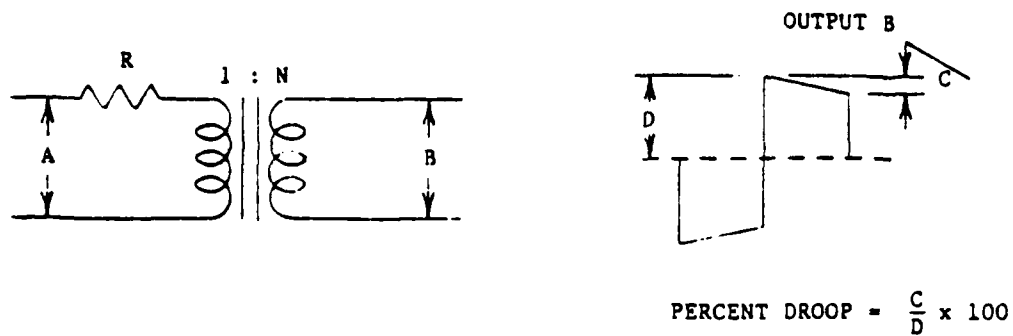 R
1 : N
A
B
OUTPUT B
C
D
PERCENT DROOP = C/D x 100